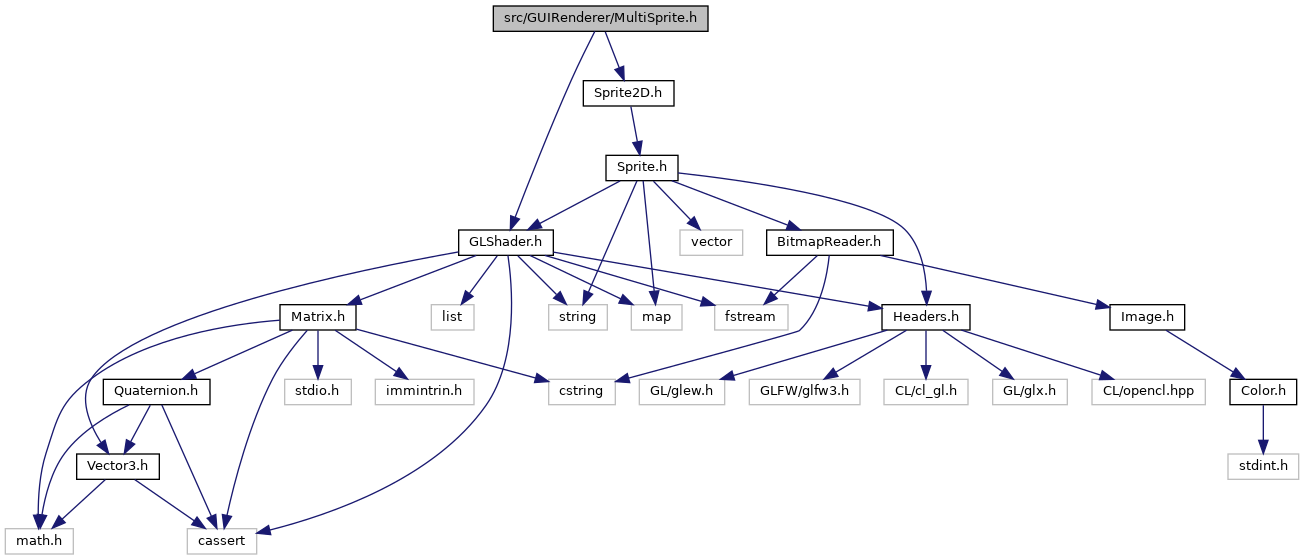 src/GUIRenderer/MultiSprite.h
Sprite2D.h
Sprite.h
GLShader.h
vector
BitmapReader.h
Matrix.h
list
string
map
fstream
Headers.h
Image.h
Quaternion.h
stdio.h
immintrin.h
cstring
GL/glew.h
GLFW/glfw3.h
CL/cl_gl.h
GL/glx.h
CL/opencl.hpp
Color.h
Vector3.h
stdint.h
math.h
cassert